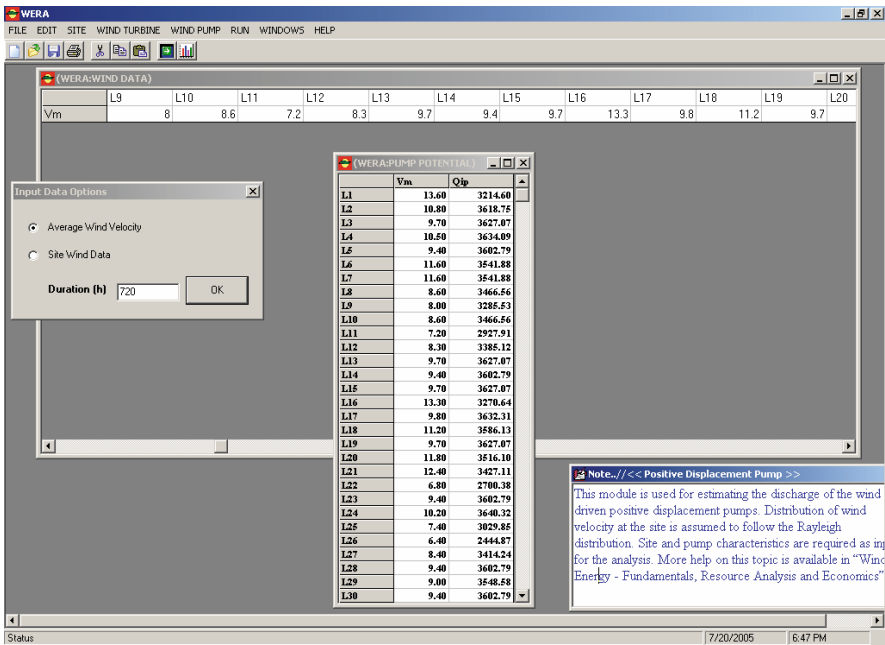 WERA
FILE EDIT SITE WIND TURBINE WIND PUMP RUN WINDOWS HELP
(WERA:WIND DATA)
L9 L10 L11 L12 L13 L14 L15 L16 L17 L18 L19 L20
Vm 8 8.6 7.2 8.3 9.7 9.4 9.7 13.3 9.8 11.2 9.7
Input Data Options
Average Wind Velocity
Site Wind Data
Duration (h) 720 OK
(WERA:PUMP POTENTIAL)
Vm Qip
L1 13.60 3214.60
L2 10.80 3618.75
L3 9.70 3627.07
L4 10.50 3634.09
L5 9.40 3602.79
L6 11.60 3541.88
L7 11.60 3541.88
L8 8.60 3466.56
L9 8.00 3285.53
L10 8.60 3466.56
L11 7.20 2927.91
L12 8.30 3385.12
L13 9.70 3627.07
L14 9.40 3602.79
L15 9.70 3627.07
L16 13.30 3270.64
L17 9.80 3632.31
L18 11.20 3586.13
L19 9.70 3627.07
L20 11.80 3516.10
L21 12.40 3427.11
L22 6.80 2700.38
L23 9.40 3602.79
L24 10.20 3640.32
L25 7.40 3029.85
L26 6.40 2444.87
L27 8.40 3414.24
L28 9.40 3602.79
L29 9.00 3548.58
L30 9.40 3602.79
Note..//<< Positive Displacement Pump >>
This module is used for estimating the discharge of the wind
driven positive displacement pumps. Distribution of wind
velocity at the site is assumed to follow the Rayleigh
distribution. Site and pump characteristics are required as inp
for the analysis. More help on this topic is available in “Wind
Energy - Fundamentals, Resource Analysis and Economics”
Status 7/20/2005 6:47 PM